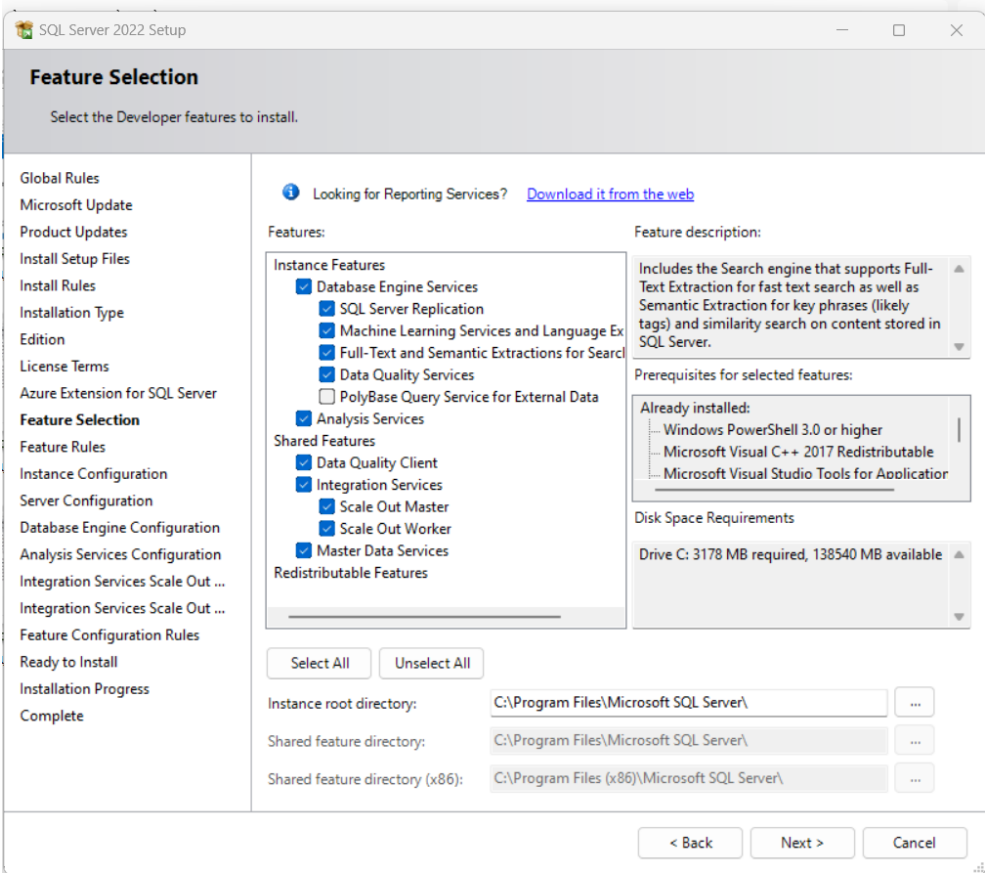 SQL Server 2022 Setup
Feature Selection
Select the Developer features to install.
Global Rules
Microsoft Update
Product Updates
Install Setup Files
Install Rules
Installation Type
Edition
License Terms
Azure Extension for SQL Server
Feature Selection
Feature Rules
Instance Configuration
Server Configuration
Database Engine Configuration
Analysis Services Configuration
Integration Services Scale Out ...
Integration Services Scale Out ...
Feature Configuration Rules
Ready to Install
Installation Progress
Complete
Looking for Reporting Services? Download it from the web
Features:
Instance Features
Database Engine Services
SQL Server Replication
Machine Learning Services and Language Ex
Full-Text and Semantic Extractions for Searc
Data Quality Services
PolyBase Query Service for External Data
Analysis Services
Shared Features
Data Quality Client
Integration Services
Scale Out Master
Scale Out Worker
Master Data Services
Redistributable Features
Feature description:
Includes the Search engine that supports Full-
Text Extraction for fast text search as well as
Semantic Extraction for key phrases (likely
tags) and similarity search on content stored in
SQL Server.
Prerequisites for selected features:
Already installed:
Windows PowerShell 3.0 or higher
Microsoft Visual C++ 2017 Redistributable
Microsoft Visual Studio Tools for Application
Disk Space Requirements
Drive C: 3178 MB required, 138540 MB available
Select All
Unselect All
Instance root directory: C:\Program Files\Microsoft SQL Server\ ...
Shared feature directory: C:\Program Files\Microsoft SQL Server\ ...
Shared feature directory (x86): C:\Program Files (x86)\Microsoft SQL Server\ ...
< Back
Next >
Cancel